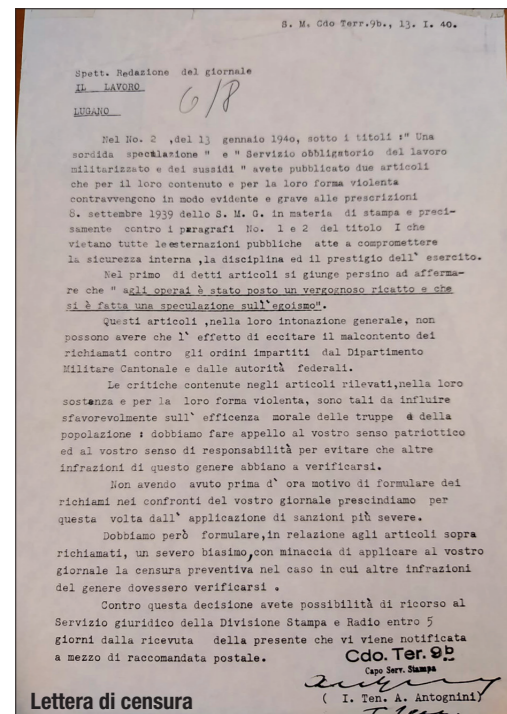 S. M. Cdo Terr.9b., 13. I. 40.
Spett. Redazione del giornale
IL LAVORO
6/8
LUGANO
Nel No. 2 ,del 13 gennaio 1940, sotto i titoli :" Una
sordida speculazione " e " Servizio obbligatorio del lavoro
militarizzato e dei sussidi " avete pubblicato due articoli
che per il loro contenuto e per la loro forma violenta
contravvengono in modo evidente e grave alle prescrizioni
8. settembre 1939 dello S. M. G. in materia di stampa e preci-
samente contro i paragrafi No. 1 e 2 del titolo I che
vietano tutte le esternazioni pubbliche atte a compromettere
la sicurezza interna ,la disciplina ed il prestigio dell' esercito.
Nel primo di detti articoli si giunge persino ad afferma-
re che " agli operai è stato posto un vergognoso ricatto e che
si è fatta una speculazione sull'egoismo".
Questi articoli ,nella loro intonazione generale, non
possono avere che l' effetto di eccitare il malcontento dei
richiamati contro gli ordini impartiti dal Dipartimento
Militare Cantonale e dalle autorità federali.
Le critiche contenute negli articoli rilevati,nella loro
sostanza e per la loro forma violenta, sono tali da influire
sfavorevolmente sull' efficenza morale delle truppe e della
popolazione : dobbiamo fare appello al vostro senso patriottico
ed al vostro senso di responsabilità per evitare che altre
infrazioni di questo genere abbiano a verificarsi.
Non avendo avuto prima d' ora motivo di formulare dei
richiami nei confronti del vostro giornale prescindiamo per
questa volta dall' applicazione di sanzioni più severe.
Dobbiamo però formulare,in relazione agli articoli sopra
richiamati, un severo biasimo,con minaccia di applicare al vostro
giornale la censura preventiva nel caso in cui altre infrazioni
del genere dovessero verificarsi .
Contro questa decisione avete possibilità di ricorso al
Servizio giuridico della Divisione Stampa e Radio entro 5
giorni dalla ricevuta della presente che vi viene notificata
a mezzo di raccomandata postale.
Cdo. Ter. 9b
Capo Serv. Stampa
( I. Ten. A. Antognini)
Lettera di censura